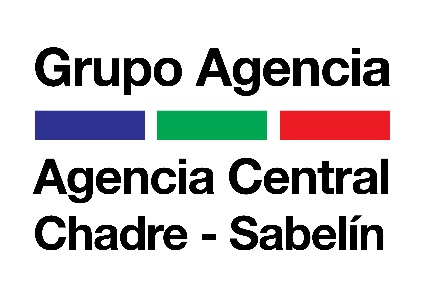 Grupo Agencia
Agencia Central
Chadre - Sabelín